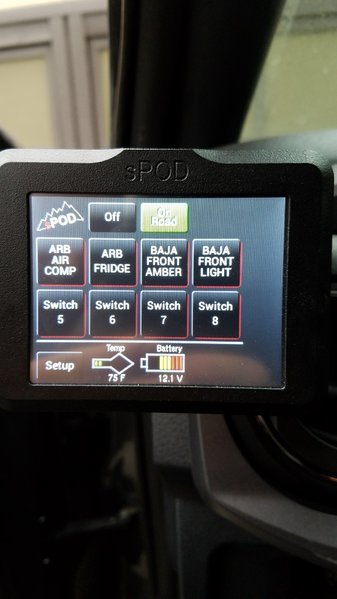 sPOD
sPOD
Off
On
Road
ARB
AIR
COMP
ARB
FRIDGE
BAJA
FRONT
AMBER
BAJA
FRONT
LIGHT
Switch
5
Switch
6
Switch
7
Switch
8
Setup
Temp
75 F
Battery
12.1 V